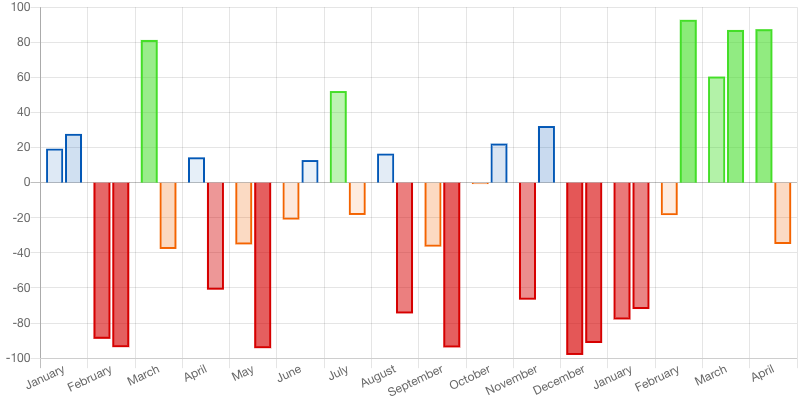 100
80
60
40
20
0
-20
-40
-60
-80
-100
January
February
March
April
May
June
July
August
September
October
November
December
January
February
March
April